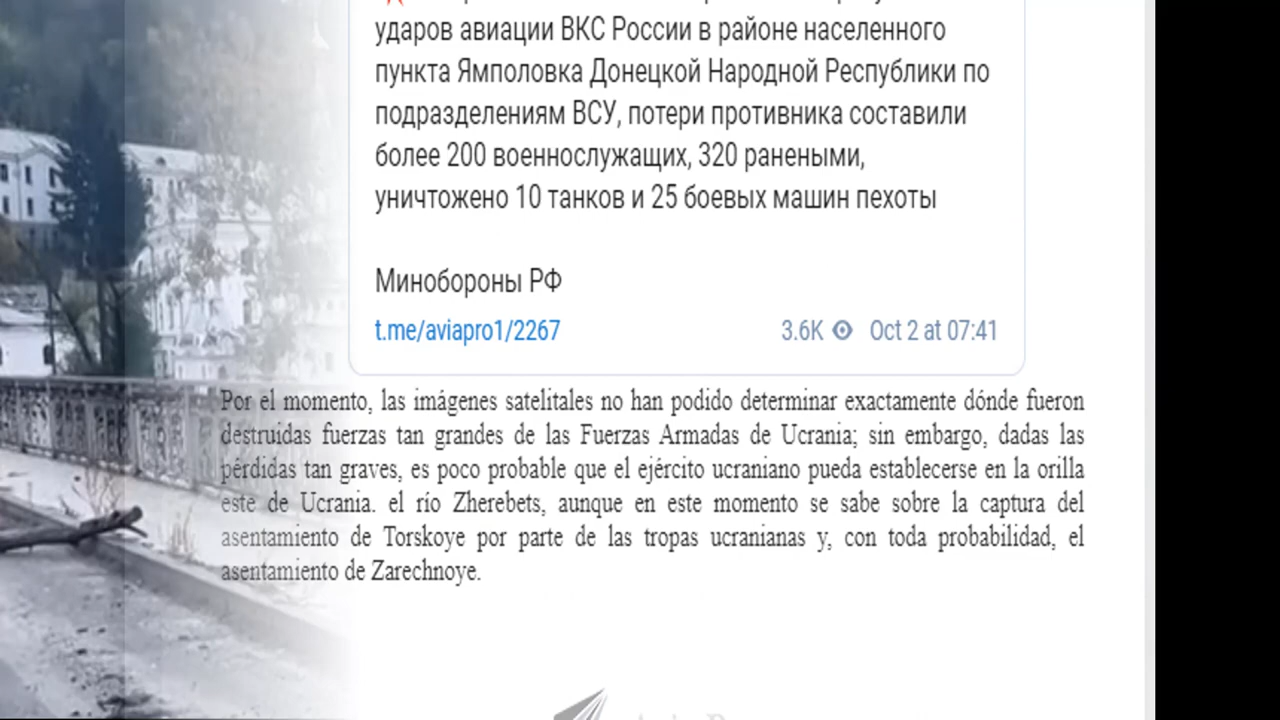 ударов авиации ВКС России в районе населенного
пункта Ямполовка Донецкой Народной Республики по
подразделениям ВСУ, потери противника составили
более 200 военнослужащих, 320 ранеными,
уничтожено 10 танков и 25 боевых машин пехоты
Минобороны РФ
t.me/aviapro1/2267 3.6K Oct 2 at 07:41
Por el momento, las imágenes satelitales no han podido determinar exactamente dónde fueron
destruidas fuerzas tan grandes de las Fuerzas Armadas de Ucrania; sin embargo, dadas las
pérdidas tan graves, es poco probable que el ejército ucraniano pueda establecerse en la orilla
este de Ucrania. el río Zherebets, aunque en este momento se sabe sobre la captura del
asentamiento de Torskoye por parte de las tropas ucranianas y, con toda probabilidad, el
asentamiento de Zarechnoye.